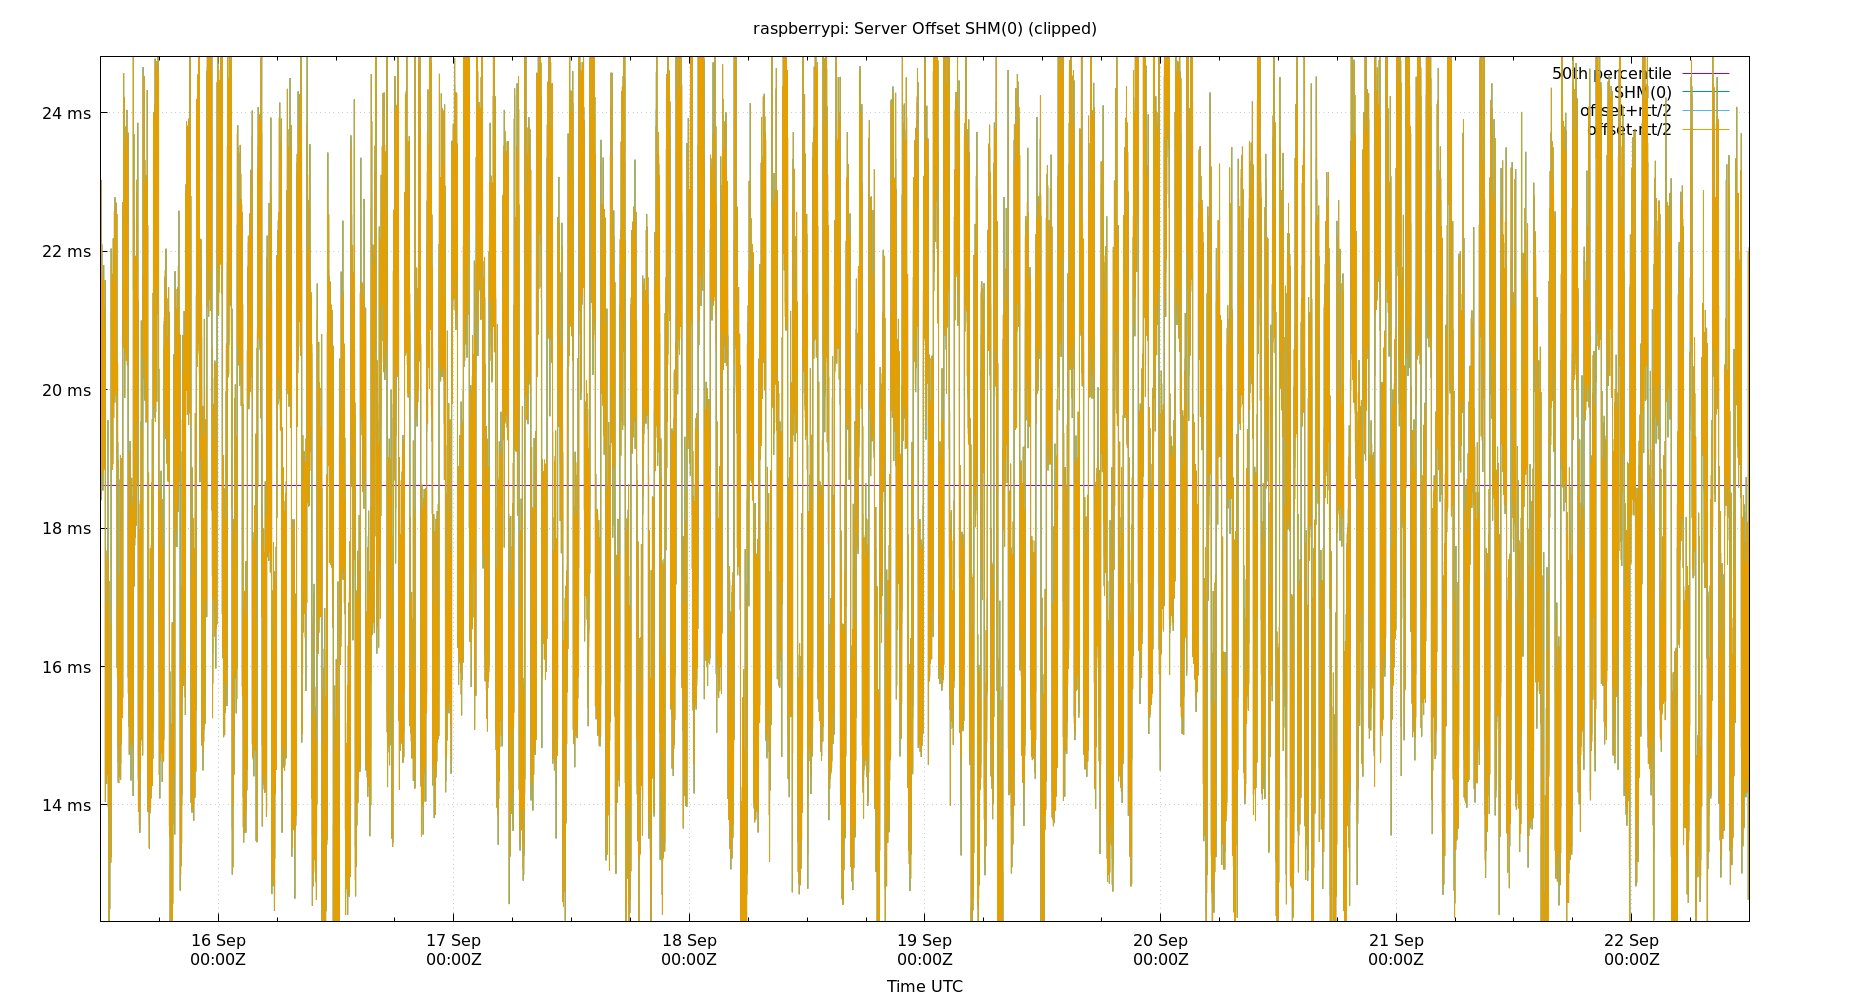 raspberrypi: Server Offset SHM(0) (clipped)
50th percentile
SHM(0)
offset+rtt/2
offset-rtt/2
24 ms
22 ms
20 ms
18 ms
16 ms
14 ms
16 Sep 17 Sep 18 Sep 19 Sep 20 Sep 21 Sep 22 Sep
00:00Z 00:00Z 00:00Z 00:00Z 00:00Z 00:00Z 00:00Z
Time UTC